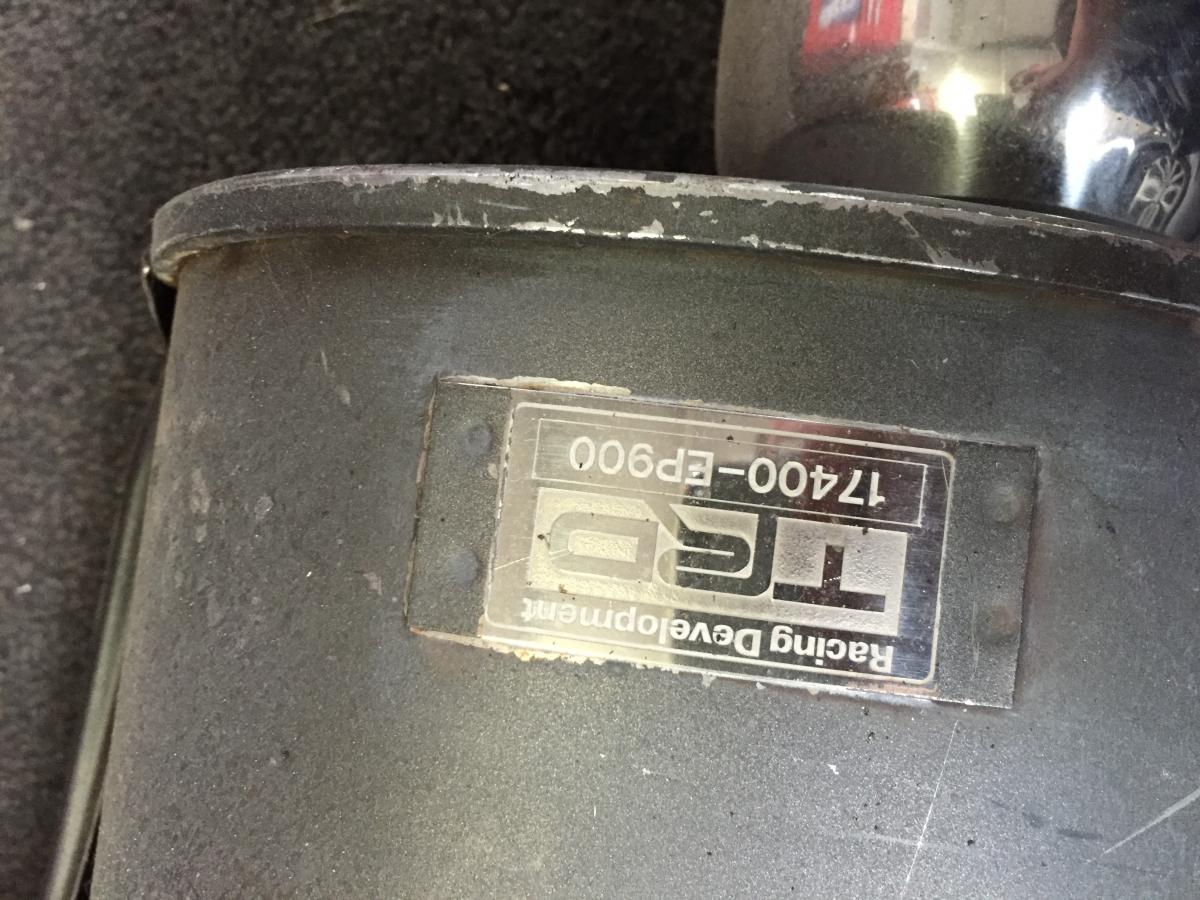 Racing Development
TRD
17400-EP900